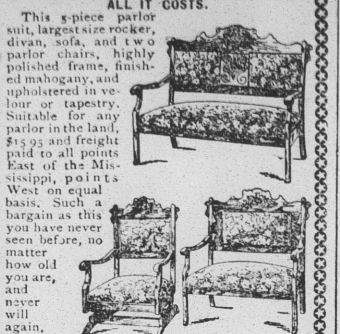 ALL IT COSTS.
This 5-piece parlor
suit, largest size rocker,
divan, sofa, and two
parlor chairs, highly
polished frame, finish-
ed mahogany, and
upholstered in ve-
lour or tapestry.
Suitable for any
parlor in the land,
$15 95 and freight
paid to all points
East of the Mis-
sissippi, points
West on equal
basis. Such a
bargain as this
you have never
seen before, no
matter
how old
you are,
and
never
will
again,